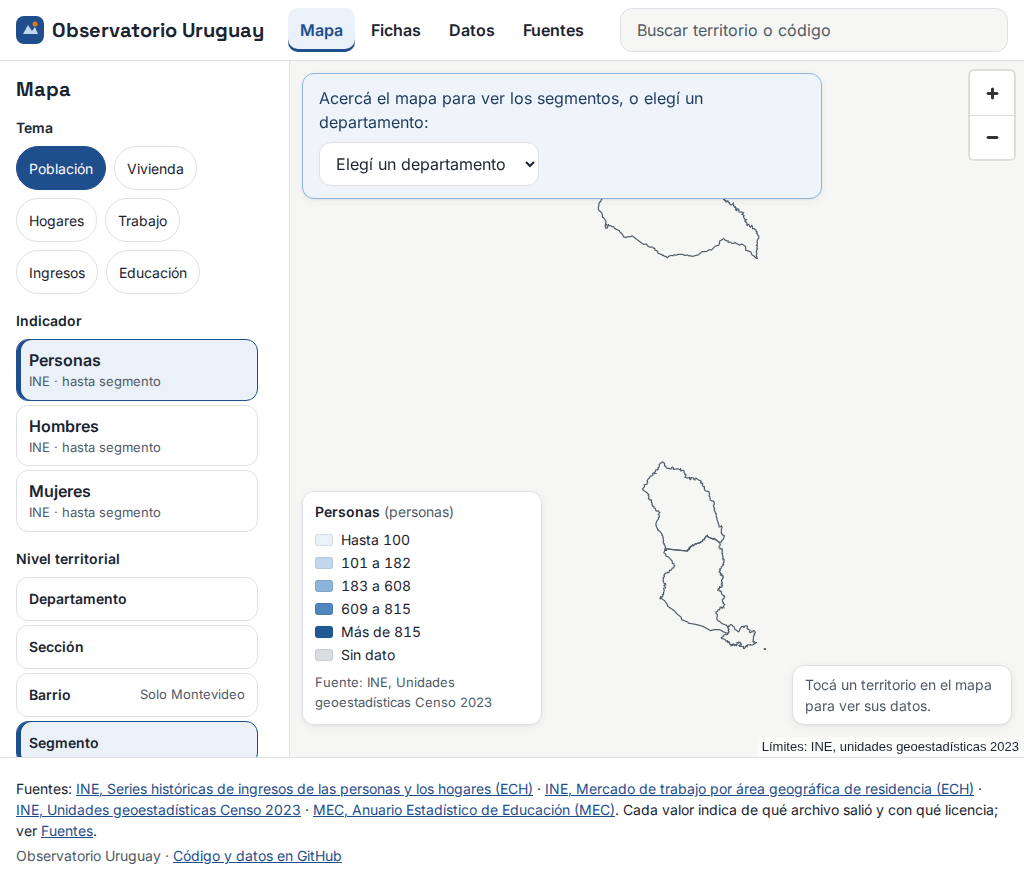 Observatorio Uruguay
Mapa
Fichas
Datos
Fuentes
Buscar territorio o código
Mapa
Tema
Población
Vivienda
Hogares
Trabajo
Ingresos
Educación
Indicador
Personas
INE · hasta segmento
Hombres
INE · hasta segmento
Mujeres
INE · hasta segmento
Nivel territorial
Departamento
Sección
Barrio
Solo Montevideo
Segmento
Acercá el mapa para ver los segmentos, o elegí un
departamento:
Elegí un departamento
+
−
Personas (personas)
Hasta 100
101 a 182
183 a 608
609 a 815
Más de 815
Sin dato
Fuente: INE, Unidades
geoestadísticas Censo 2023
Tocá un territorio en el mapa
para ver sus datos.
Límites: INE, unidades geoestadísticas 2023
Fuentes: INE, Series históricas de ingresos de las personas y los hogares (ECH) · INE, Mercado de trabajo por área geográfica de residencia (ECH) ·
INE, Unidades geoestadísticas Censo 2023 · MEC, Anuario Estadístico de Educación (MEC). Cada valor indica de qué archivo salió y con qué licencia;
ver Fuentes.
Observatorio Uruguay · Código y datos en GitHub